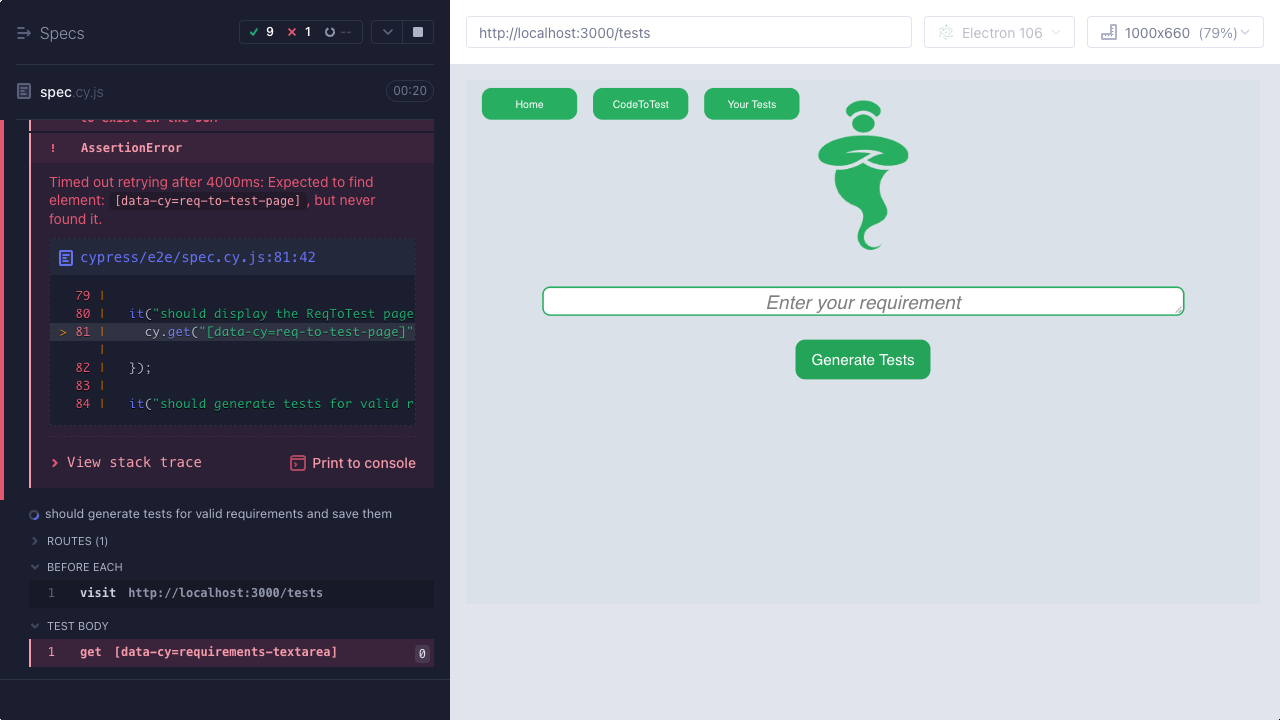 Specs
9 1 --
spec.cy.js
00:20
to exist in the DOM
! AssertionError
Timed out retrying after 4000ms: Expected to find
element: [data-cy=req-to-test-page] , but never
found it.
cypress/e2e/spec.cy.js:81:42
79 |
80 | it("should display the ReqToTest page
> 81 | cy.get("[data-cy=req-to-test-page]"
|
82 | });
83 |
84 | it("should generate tests for valid r
> View stack trace
Print to console
should generate tests for valid requirements and save them
ROUTES (1)
BEFORE EACH
1 visit http://localhost:3000/tests
TEST BODY
1 get [data-cy=requirements-textarea] 0
http://localhost:3000/tests
Electron 106
1000x660 (79%)
Home
CodeToTest
Your Tests
Enter your requirement
Generate Tests